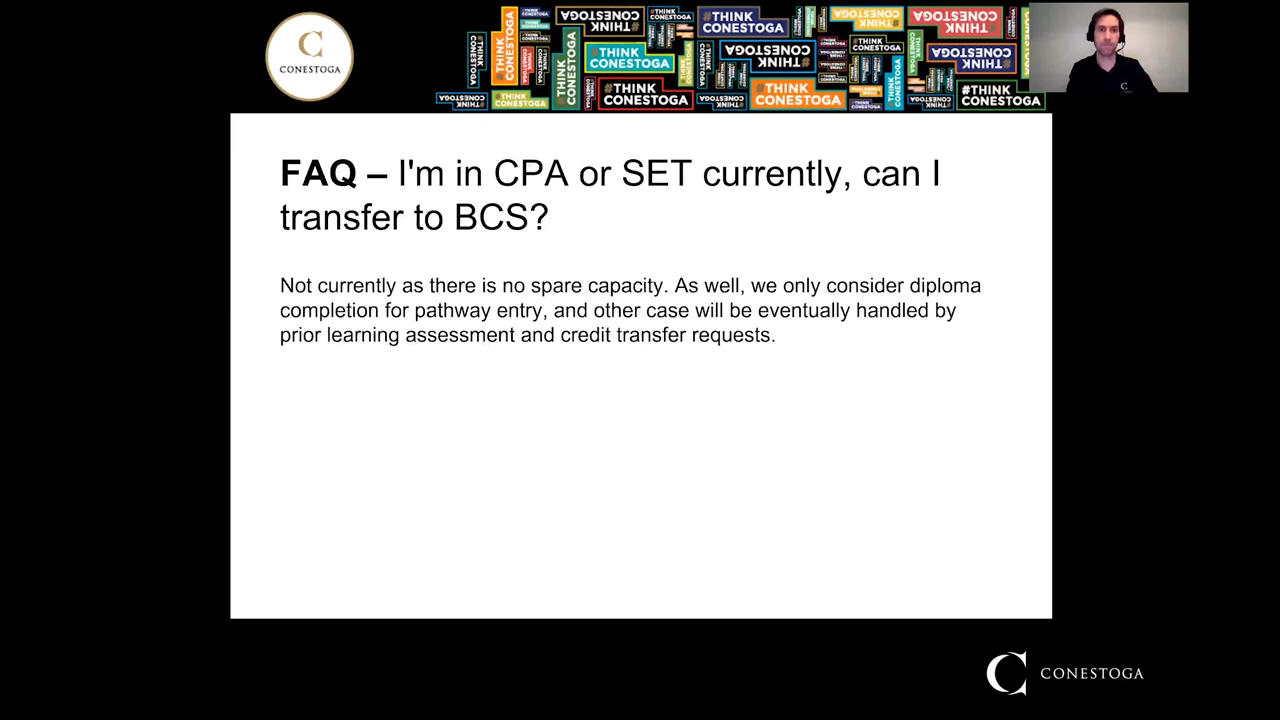 C
CONESTOGA
#THINK CONESTOGA
FAQ – I'm in CPA or SET currently, can I
transfer to BCS?
Not currently as there is no spare capacity. As well, we only consider diploma
completion for pathway entry, and other case will be eventually handled by
prior learning assessment and credit transfer requests.
C CONESTOGA